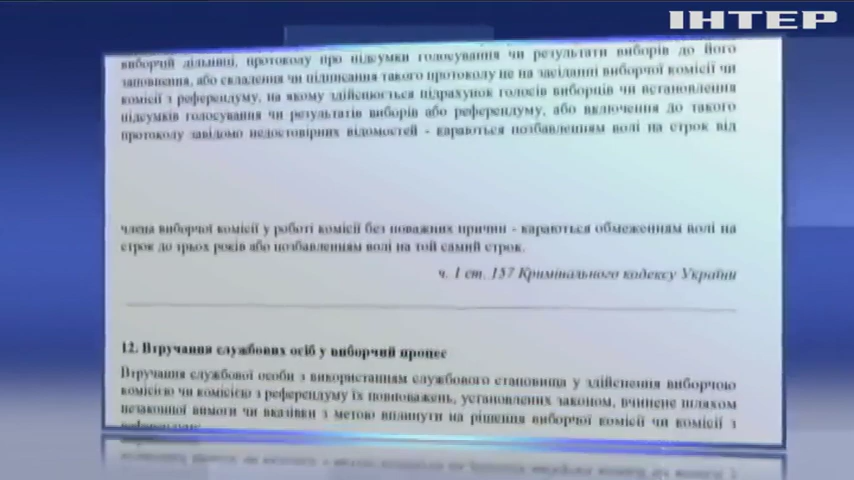 ІНТЕР
виборчій дільниці, протоколу про підсумки голосування чи результати виборів до його
заповнення, або складення чи підписання такого протоколу не на засіданні виборчої комісії чи
комісії з референдуму, на якому здійснюється підрахунок голосів виборців чи встановлення
підсумків голосування чи результатів виборів або референдуму, або включення до такого
протоколу завідомо недостовірних відомостей - караються позбавленням волі на строк від
члена виборчої комісії у роботі комісії без поважних причин - караються обмеженням волі на
строк до трьох років або позбавленням волі на той самий строк.
ч. 1 ст. 157 Кримінального кодексу України
12. Втручання службових осіб у виборчий процес
Втручання службової особи з використанням службового становища у здійснення виборчою
комісією чи комісією з референдуму їх повноважень, установлених законом, вчинене шляхом
незаконної вимоги чи вказівки з метою вплинути на рішення виборчої комісії чи комісії з
референдуму